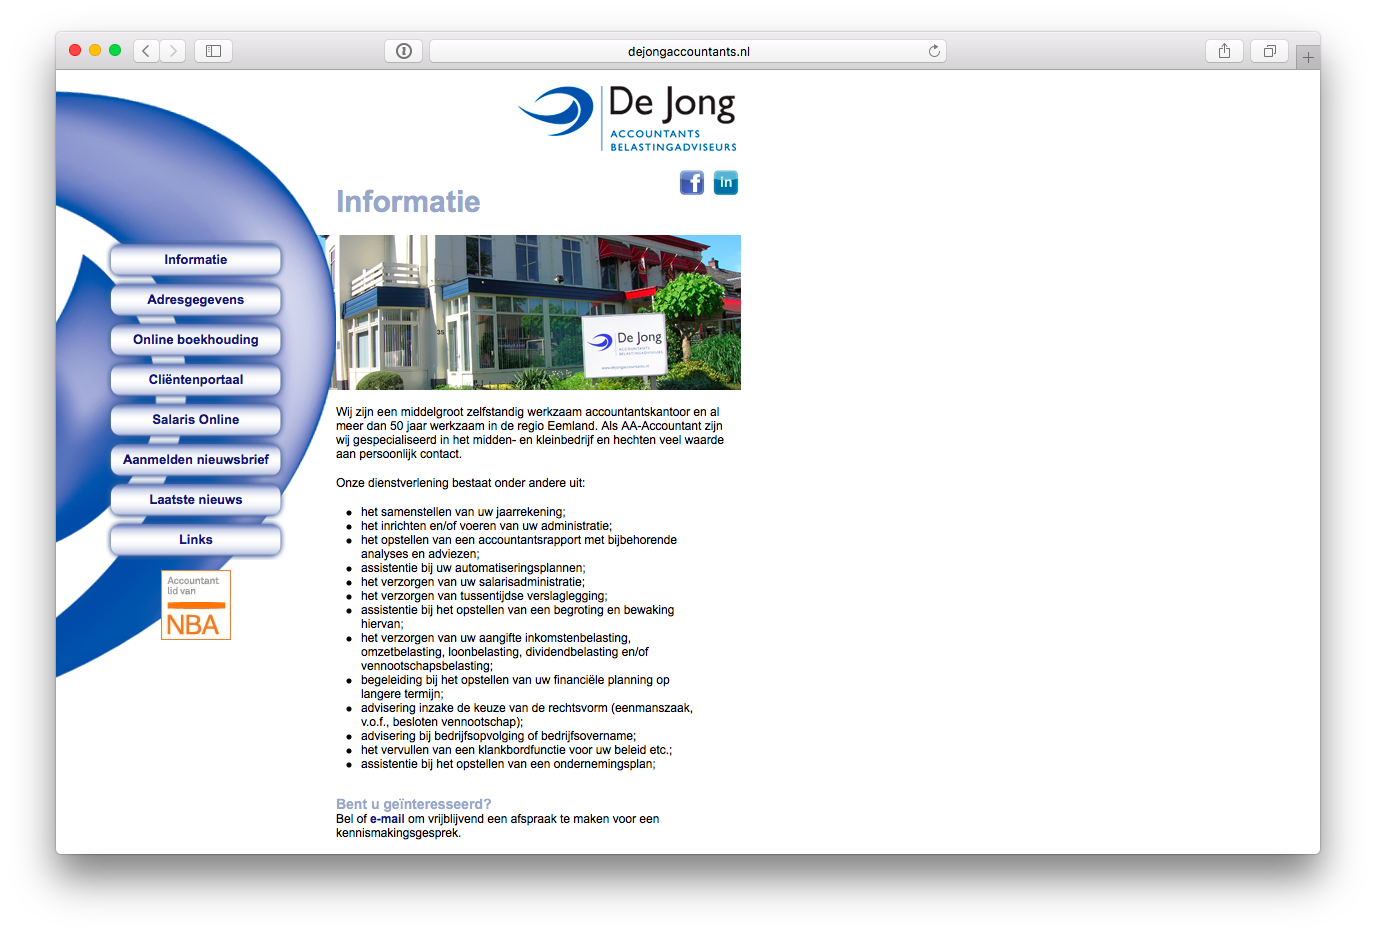 dejongaccountants.nl
De Jong
ACCOUNTANTS
BELASTINGADVISEURS
f
in
Informatie
Informatie
Adresgegevens
Online boekhouding
Cliëntenportaal
Salaris Online
Aanmelden nieuwsbrief
Laatste nieuws
Links
Accountant
lid van
NBA
35
De Jong
ACCOUNTANTS
BELASTINGADVISEURS
www.dejongaccountants.nl
Wij zijn een middelgroot zelfstandig werkzaam accountantskantoor en al
meer dan 50 jaar werkzaam in de regio Eemland. Als AA-Accountant zijn
wij gespecialiseerd in het midden- en kleinbedrijf en hechten veel waarde
aan persoonlijk contact.
Onze dienstverlening bestaat onder andere uit:
• het samenstellen van uw jaarrekening;
• het inrichten en/of voeren van uw administratie;
• het opstellen van een accountantsrapport met bijbehorende
analyses en adviezen;
• assistentie bij uw automatiseringsplannen;
• het verzorgen van uw salarisadministratie;
• het verzorgen van tussentijdse verslaglegging;
• assistentie bij het opstellen van een begroting en bewaking
hiervan;
• het verzorgen van uw aangifte inkomstenbelasting,
omzetbelasting, loonbelasting, dividendbelasting en/of
vennootschapsbelasting;
• begeleiding bij het opstellen van uw financiële planning op
langere termijn;
• advisering inzake de keuze van de rechtsvorm (eenmanszaak,
v.o.f., besloten vennootschap);
• advisering bij bedrijfsopvolging of bedrijfsovername;
• het vervullen van een klankbordfunctie voor uw beleid etc.;
• assistentie bij het opstellen van een ondernemingsplan;
Bent u geïnteresseerd?
Bel of e-mail om vrijblijvend een afspraak te maken voor een
kennismakingsgesprek.